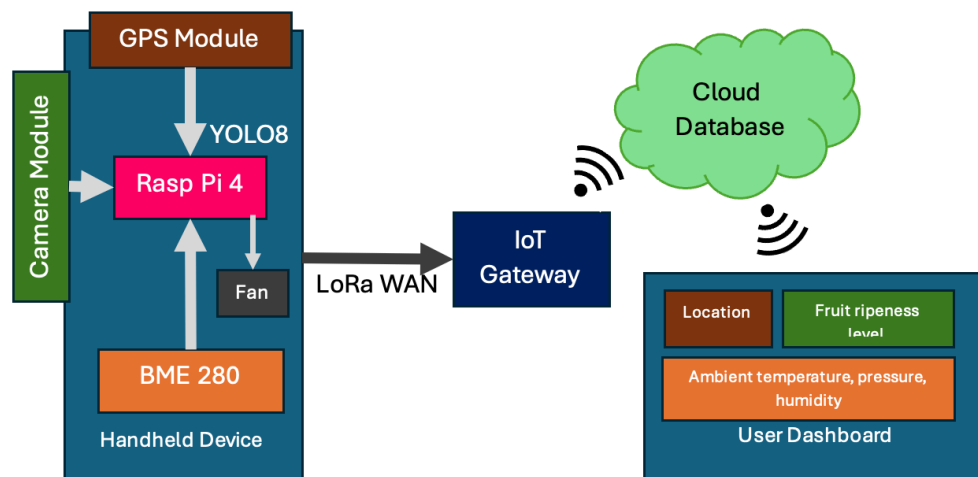 GPS Module
Camera Module
YOLO8
Rasp Pi 4
Fan
BME 280
Handheld Device
LoRa WAN
IoT
Gateway
Cloud
Database
Location
Fruit ripeness
level
Ambient temperature, pressure,
humidity
User Dashboard